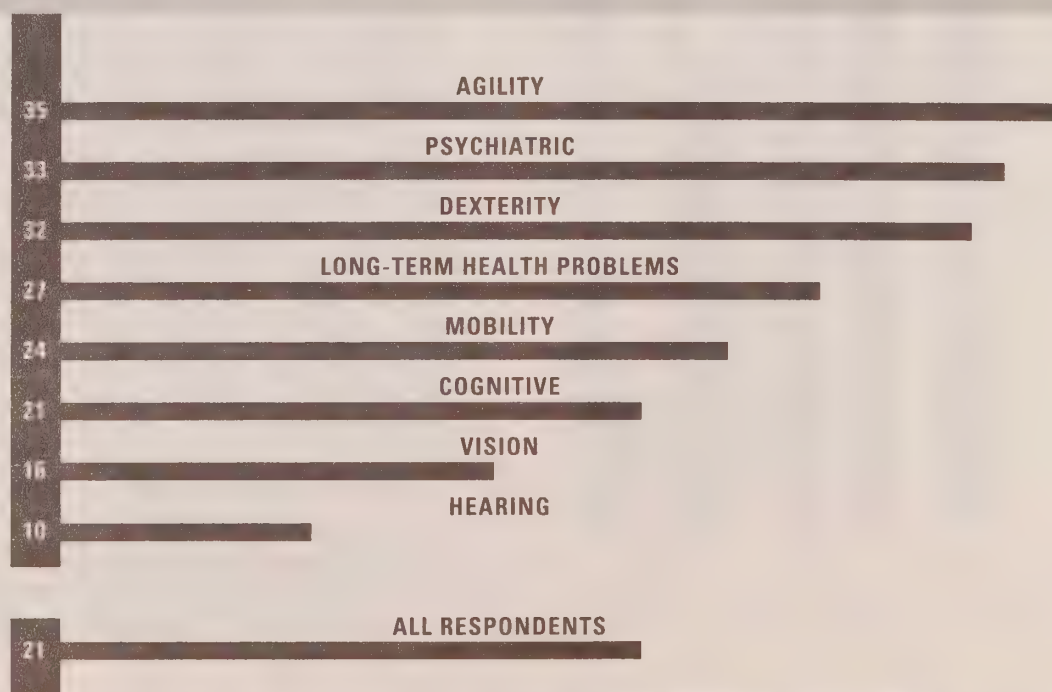 AGILITY
35
PSYCHIATRIC
33
DEXTERITY
32
LONG-TERM HEALTH PROBLEMS
27
MOBILITY
24
COGNITIVE
21
VISION
16
HEARING
10
ALL RESPONDENTS
21